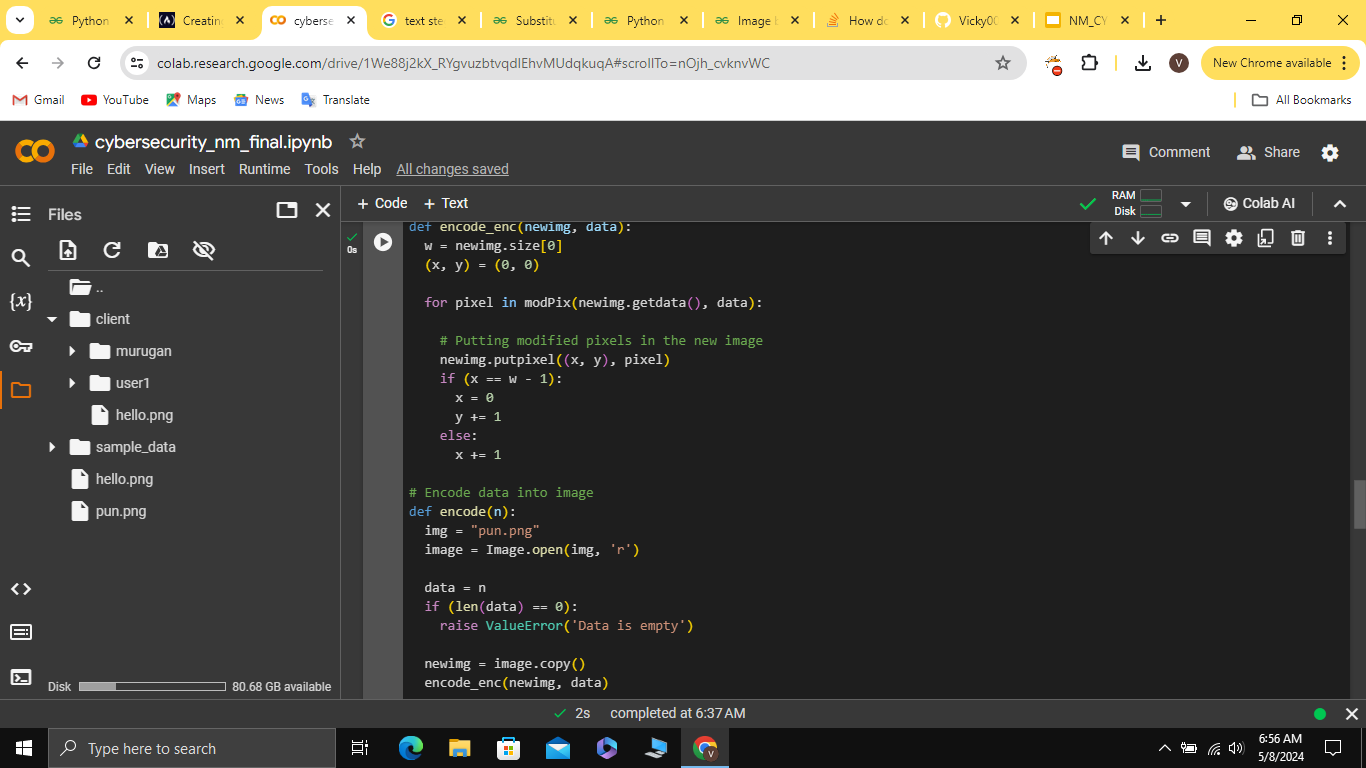 Python
Creatin
cyberse
text ste
Substitu
Python
Image b
How do
Vicky00
NM_CY
colab.research.google.com/drive/1We88j2kX_RYgvuzbtvqdIEhvMUdqkuqA#scrollTo=nOjh_cvknvWC
V
New Chrome available
Gmail
YouTube
Maps
News
Translate
All Bookmarks
cybersecurity_nm_final.ipynb
File Edit View Insert Runtime Tools Help All changes saved
Comment
Share
Files
+ Code + Text
RAM
Disk
Colab AI
..
client
murugan
user1
hello.png
sample_data
hello.png
pun.png
Disk
80.68 GB available
0s
def encode_enc(newimg, data):
w = newimg.size[0]
(x, y) = (0, 0)
for pixel in modPix(newimg.getdata(), data):
# Putting modified pixels in the new image
newimg.putpixel((x, y), pixel)
if (x == w - 1):
x = 0
y += 1
else:
x += 1
# Encode data into image
def encode(n):
img = "pun.png"
image = Image.open(img, 'r')
data = n
if (len(data) == 0):
raise ValueError('Data is empty')
newimg = image.copy()
encode_enc(newimg, data)
2s completed at 6:37 AM
Type here to search
6:56 AM
5/8/2024